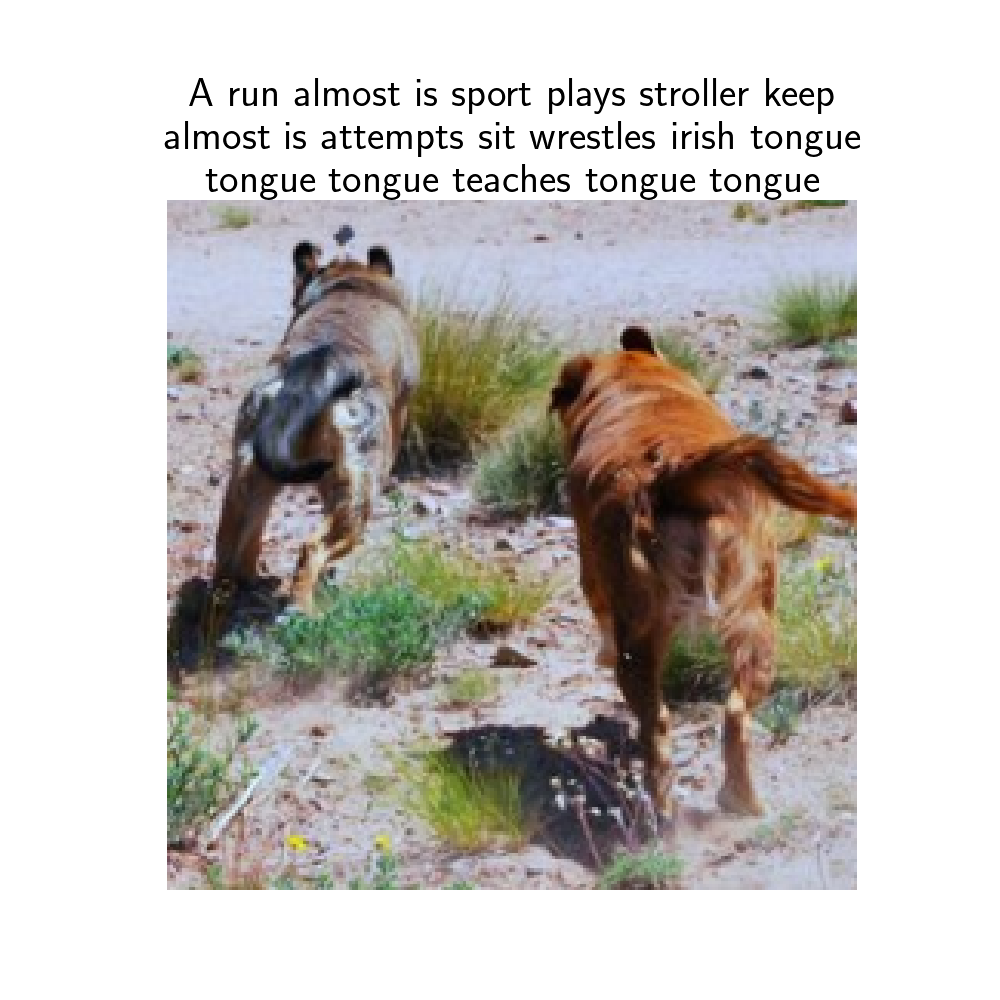 A run almost is sport plays stroller keep
almost is attempts sit wrestles irish tongue
tongue tongue teaches tongue tongue